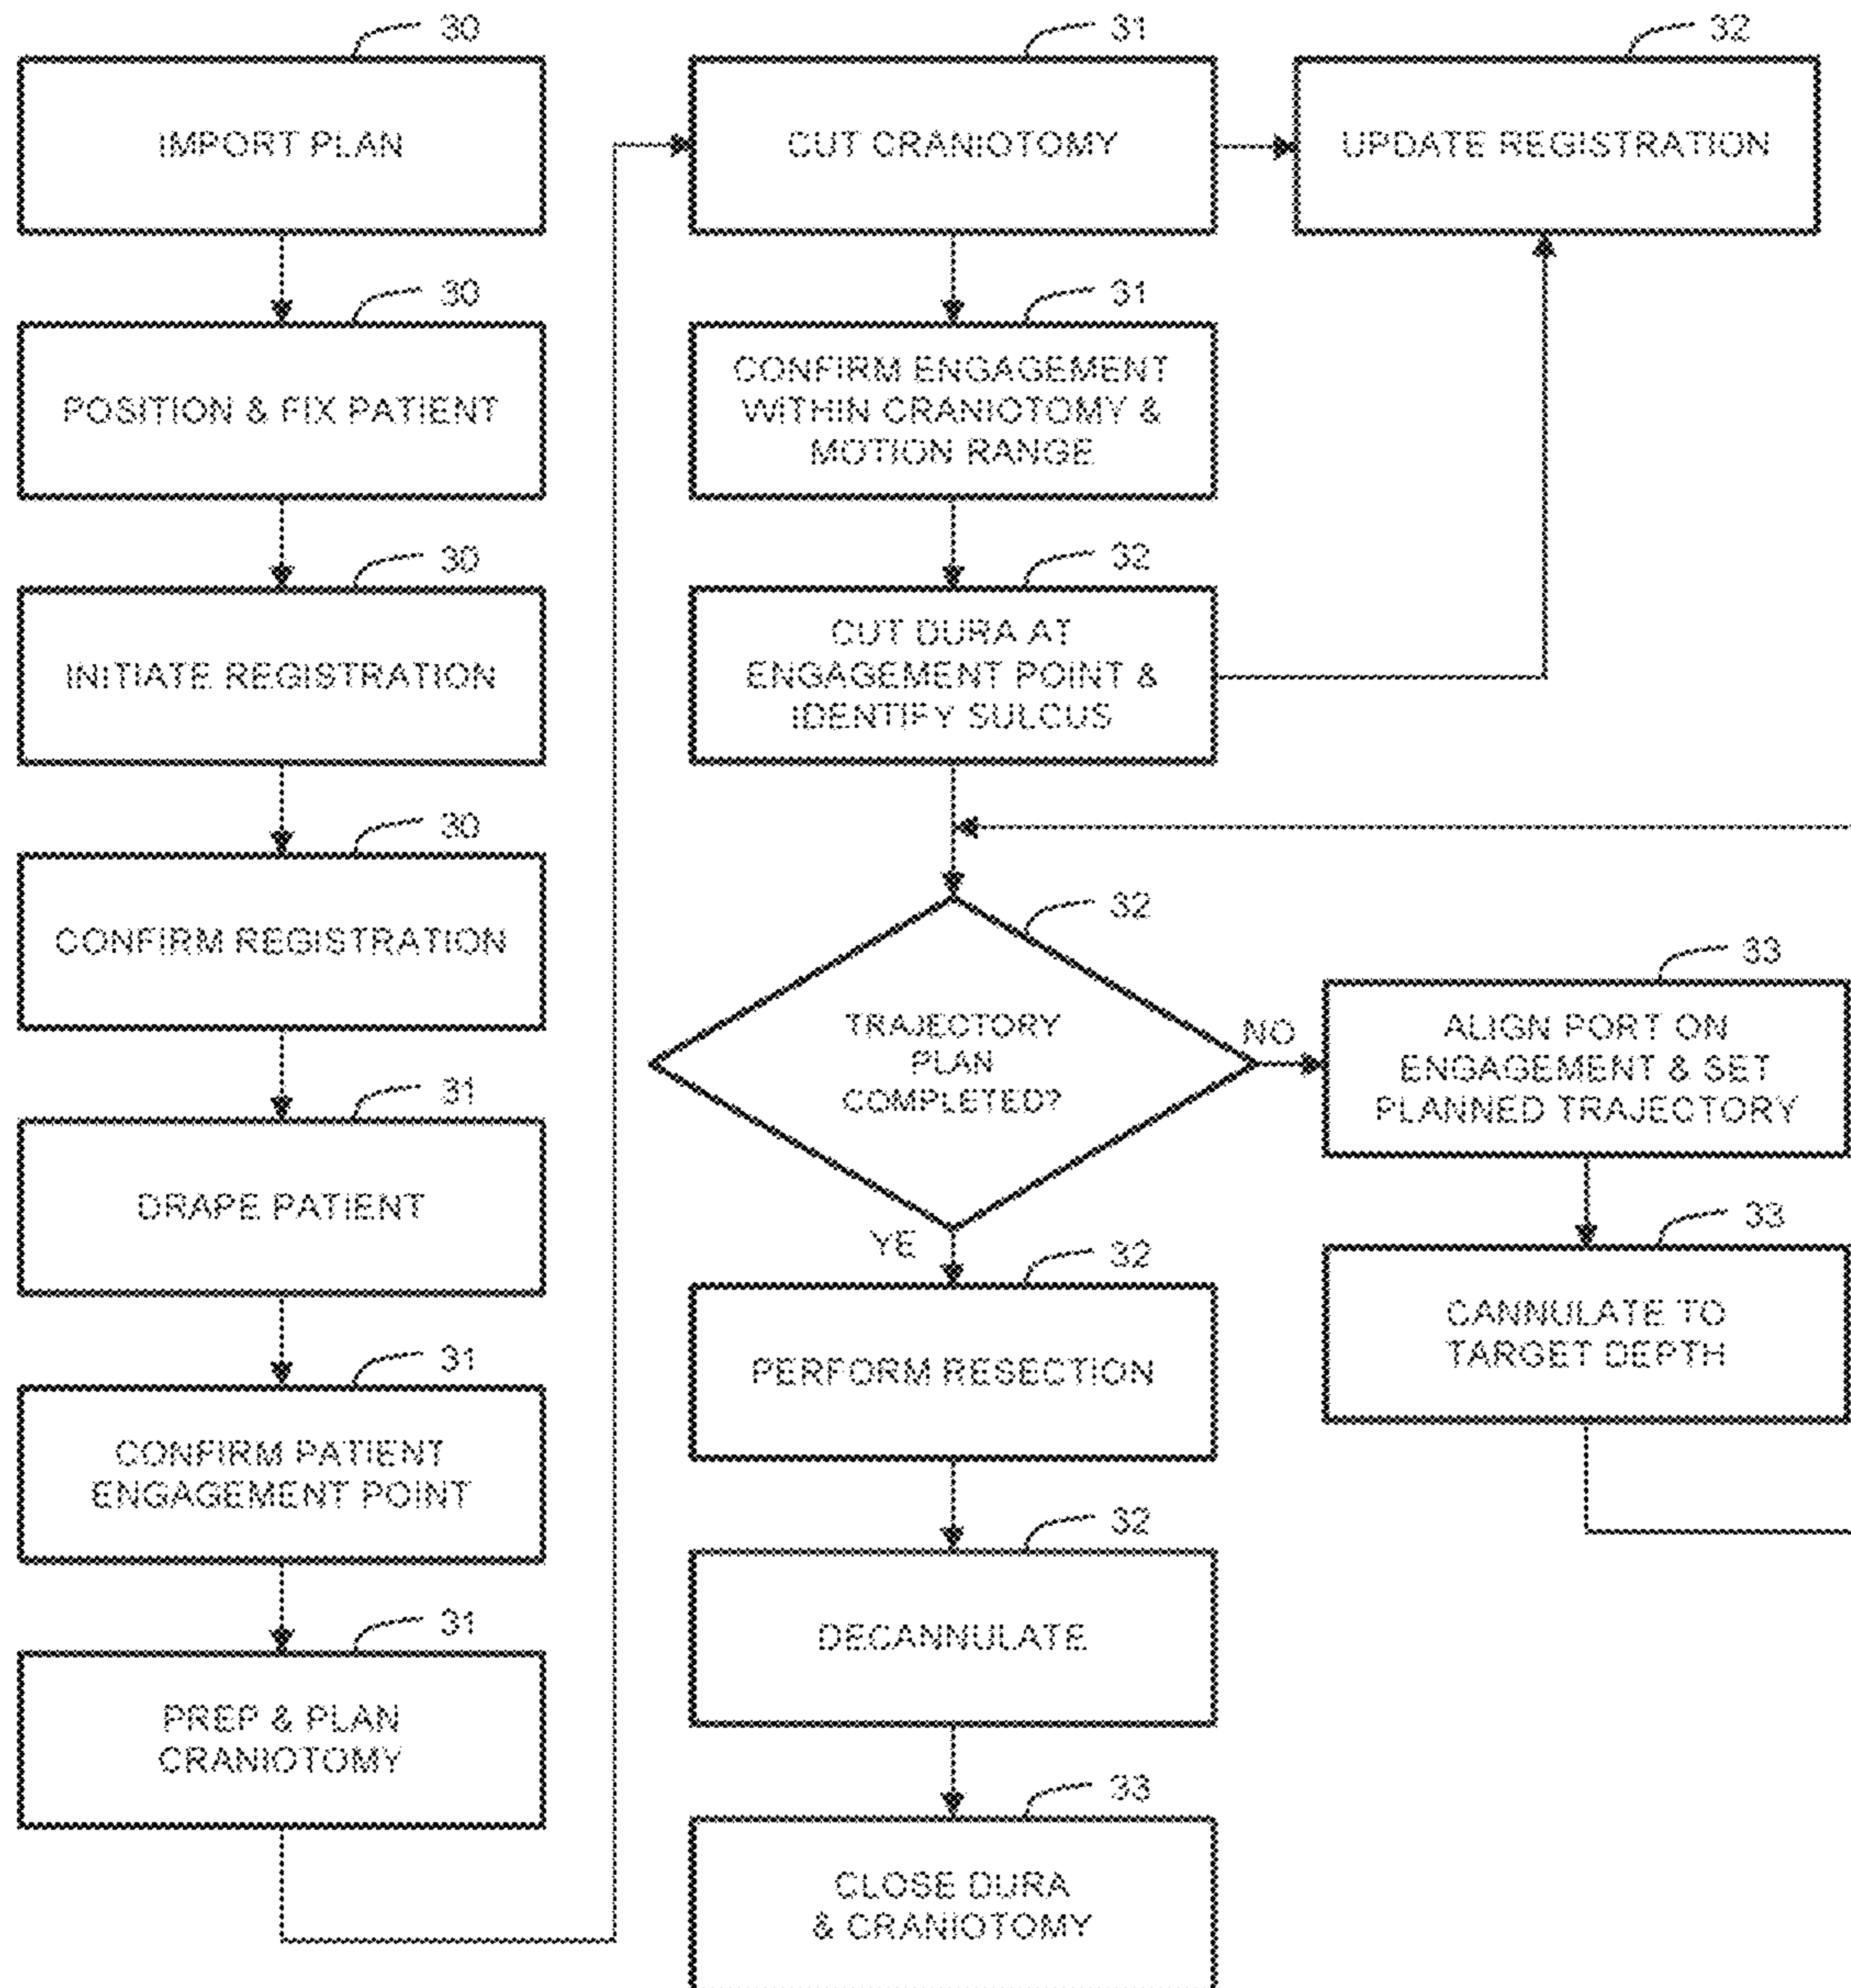 30
IMPORT PLAN
30
POSITION & FIX PATIENT
30
INITIATE REGISTRATION
30
CONFIRM REGISTRATION
31
DRAPE PATIENT
31
CONFIRM PATIENT
ENGAGEMENT POINT
31
PREP & PLAN
CRANIOTOMY
31
CUT CRANIOTOMY
32
UPDATE REGISTRATION
31
CONFIRM ENGAGEMENT
WITHIN CRANIOTOMY &
MOTION RANGE
32
CUT DURA AT
ENGAGEMENT POINT &
IDENTIFY SULCUS
32
TRAJECTORY
PLAN
COMPLETED?
NO
33
ALIGN PORT ON
ENGAGEMENT & SET
PLANNED TRAJECTORY
33
CANNULATE TO
TARGET DEPTH
YE
32
PERFORM RESECTION
32
DECANNULATE
33
CLOSE DURA
& CRANIOTOMY